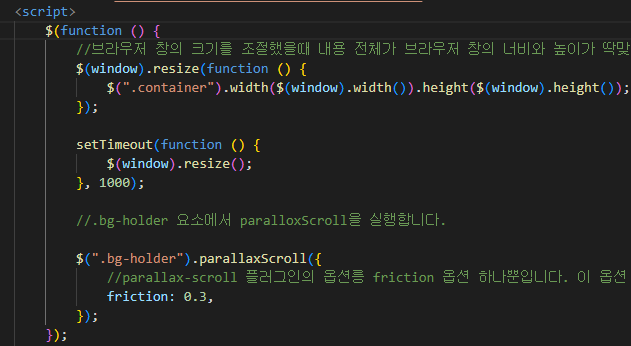 <script>
$(function () {
//브라우저 창의 크기를 조절했을때 내용 전체가 브라우저 창의 너비와 높이가 딱맞
$(window).resize(function () {
$(".container").width($(window).width()).height($(window).height());
});
setTimeout(function () {
$(window).resize();
}, 1000);
//.bg-holder 요소에서 paralloxScroll을 실행합니다.
$(".bg-holder").parallaxScroll({
//parallax-scroll 플러그인의 옵션믕 friction 옵션 하나뿐입니다. 이 옵션
friction: 0.3,
});
});